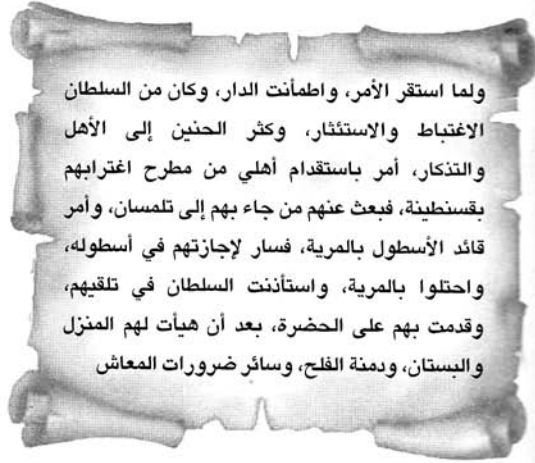 ولما استقر الأمر، واطمأنت الدار، وكان من السلطان
الاغتباط والاستئثار، وكثر الحنين إلى الأهل
والتذكار، أمر باستقدام أهلي من مطرح اغترابهم
بقسنطينة، فبعث عنهم من جاء بهم إلى تلمسان، وأمر
قائد الأسطول بالمرية، فسار لإجازتهم في أسطوله،
واحتلوا بالمرية، واستأذنت السلطان في تلقيهم،
وقدمت بهم على الحضرة، بعد أن هيأت لهم المنزل
والبستان، ودمنة الفلح، وسائر ضرورات المعاش